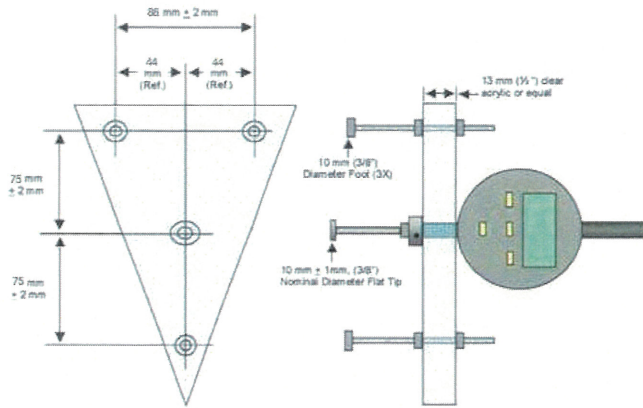 88 mm ± 2 mm
44
mm
(Ref.)
44
mm
(Ref.)
75 mm
± 2 mm
75 mm
± 2 mm
13 mm (½") clear
acrylic or equal
10 mm (3/8")
Diameter Foot (3X)
10 mm ± 1mm, (3/8")
Nominal Diameter Flat Tip